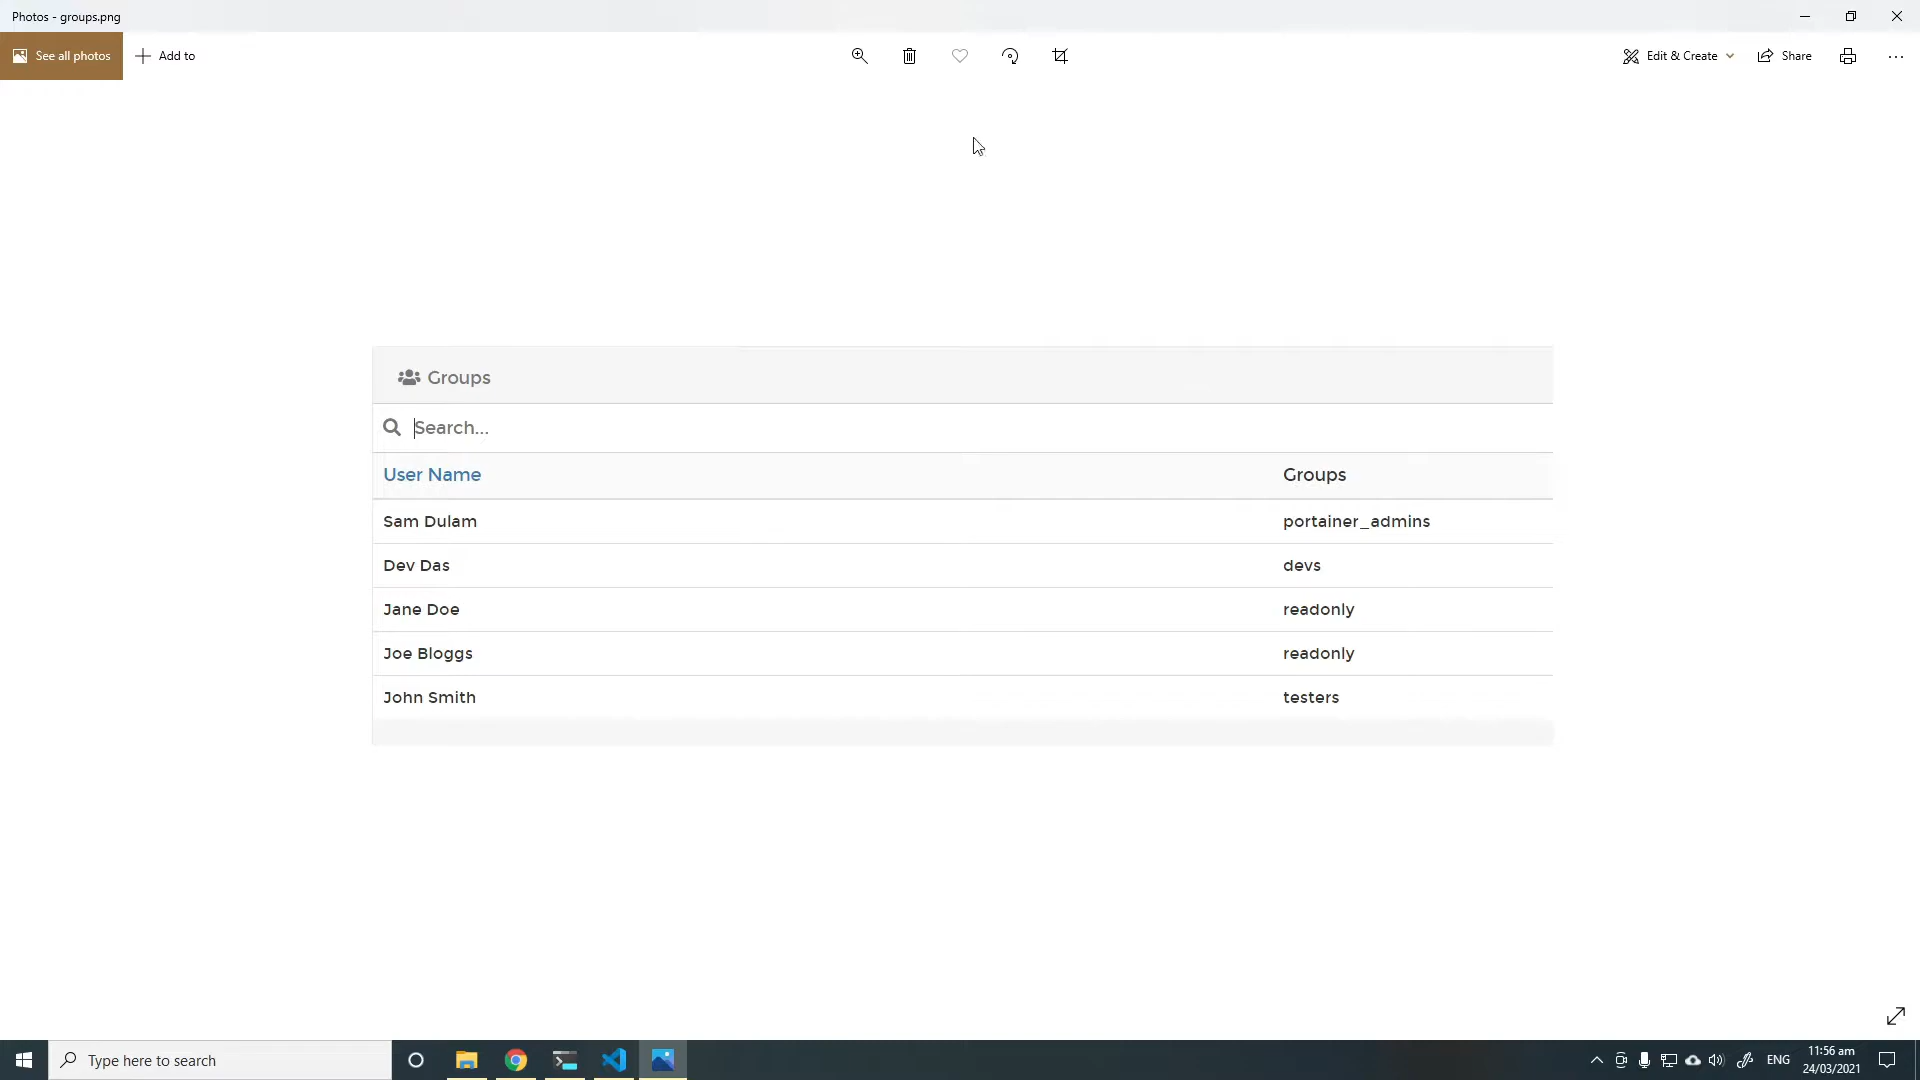 Photos - groups.png
See all photos
Add to
Edit & Create
Share
Groups
Search...
User Name Groups
Sam Dulam portainer_admins
Dev Das devs
Jane Doe readonly
Joe Bloggs readonly
John Smith testers
Type here to search
ENG
11:56 am
24/03/2021